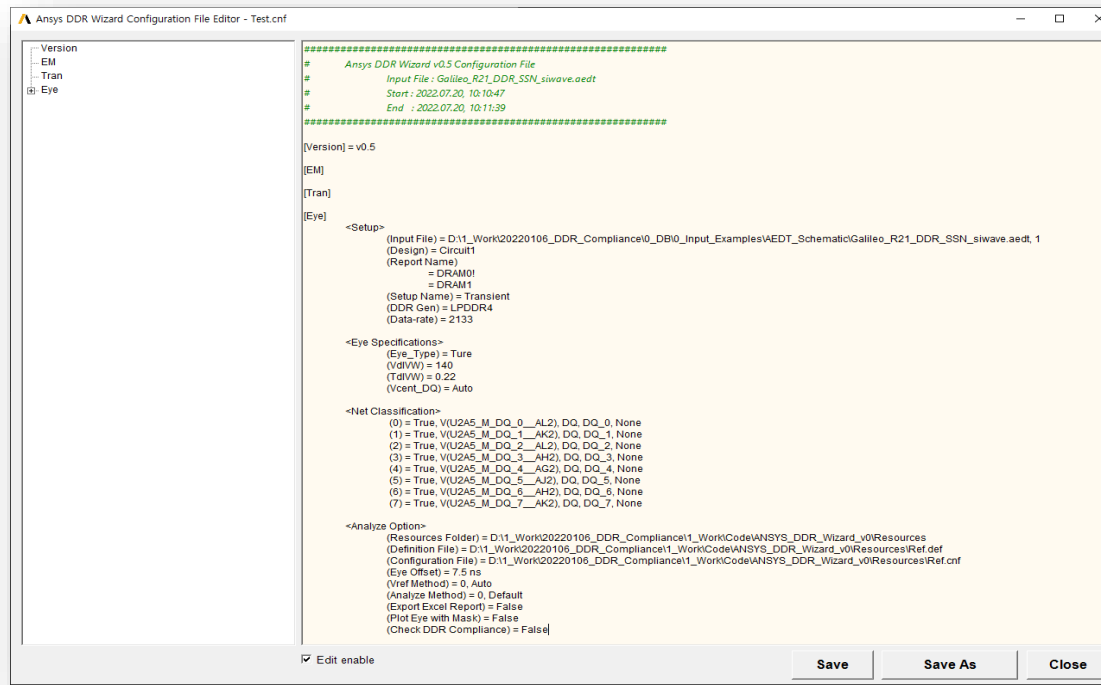 Ansys DDR Wizard Configuration File Editor - Test.cnf
Version
EM
Tran
Eye
############################################################
# Ansys DDR Wizard v0.5 Configuration File
# Input File : Galileo_R21_DDR_SSN_siwave.aedt
# Start : 2022.07.20, 10:10:47
# End : 2022.07.20, 10:11:39
############################################################
[Version] = v0.5
[EM]
[Tran]
[Eye]
<Setup>
(Input File) = D:\1_Work\20220106_DDR_Compliance\0_DB\0_Input_Examples\AEDT_Schematic\Galileo_R21_DDR_SSN_siwave.aedt, 1
(Design) = Circuit1
(Report Name)
= DRAM0!
= DRAM1
(Setup Name) = Transient
(DDR Gen) = LPDDR4
(Data-rate) = 2133
<Eye Specifications>
(Eye_Type) = Ture
(VdIVW) = 140
(TdIVW) = 0.22
(Vcent_DQ) = Auto
<Net Classification>
(0) = True, V(U2A5_M_DQ_0__AL2), DQ, DQ_0, None
(1) = True, V(U2A5_M_DQ_1__AK2), DQ, DQ_1, None
(2) = True, V(U2A5_M_DQ_2__AL2), DQ, DQ_2, None
(3) = True, V(U2A5_M_DQ_3__AH2), DQ, DQ_3, None
(4) = True, V(U2A5_M_DQ_4__AG2), DQ, DQ_4, None
(5) = True, V(U2A5_M_DQ_5__AJ2), DQ, DQ_5, None
(6) = True, V(U2A5_M_DQ_6__AH2), DQ, DQ_6, None
(7) = True, V(U2A5_M_DQ_7__AK2), DQ, DQ_7, None
<Analyze Option>
(Resources Folder) = D:\1_Work\20220106_DDR_Compliance\1_Work\Code\ANSYS_DDR_Wizard_v0\Resources
(Definition File) = D:\1_Work\20220106_DDR_Compliance\1_Work\Code\ANSYS_DDR_Wizard_v0\Resources\Ref.def
(Configuration File) = D:\1_Work\20220106_DDR_Compliance\1_Work\Code\ANSYS_DDR_Wizard_v0\Resources\Ref.cnf
(Eye Offset) = 7.5 ns
(Vref Method) = 0, Auto
(Analyze Method) = 0, Default
(Export Excel Report) = False
(Plot Eye with Mask) = False
(Check DDR Compliance) = False
Edit enable
Save
Save As
Close